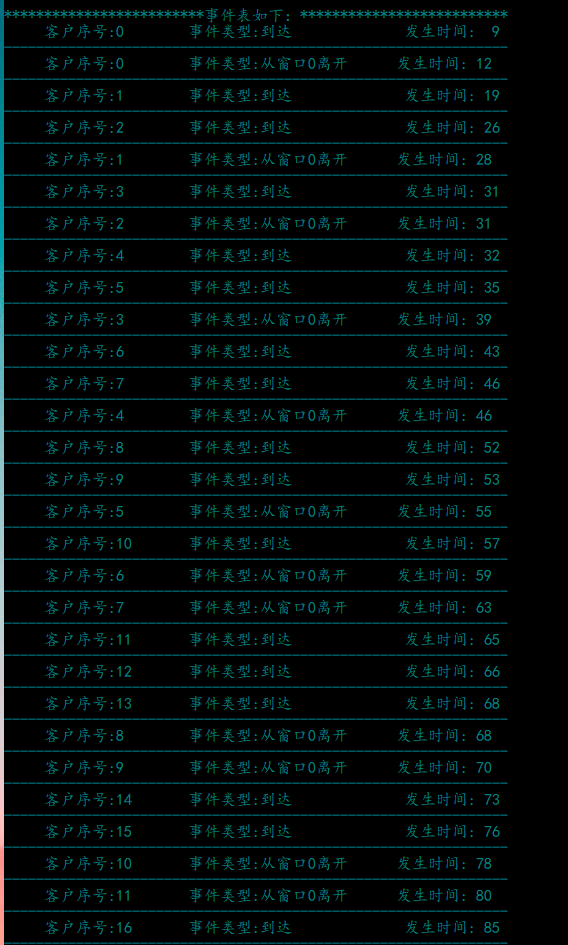 *************************事件表如下: **************************
客户序号:0 事件类型:到达 发生时间: 9
客户序号:0 事件类型:从窗口0离开 发生时间: 12
客户序号:1 事件类型:到达 发生时间: 19
客户序号:2 事件类型:到达 发生时间: 26
客户序号:1 事件类型:从窗口0离开 发生时间: 28
客户序号:3 事件类型:到达 发生时间: 31
客户序号:2 事件类型:从窗口0离开 发生时间: 31
客户序号:4 事件类型:到达 发生时间: 32
客户序号:5 事件类型:到达 发生时间: 35
客户序号:3 事件类型:从窗口0离开 发生时间: 39
客户序号:6 事件类型:到达 发生时间: 43
客户序号:7 事件类型:到达 发生时间: 46
客户序号:4 事件类型:从窗口0离开 发生时间: 46
客户序号:8 事件类型:到达 发生时间: 52
客户序号:9 事件类型:到达 发生时间: 53
客户序号:5 事件类型:从窗口0离开 发生时间: 55
客户序号:10 事件类型:到达 发生时间: 57
客户序号:6 事件类型:从窗口0离开 发生时间: 59
客户序号:7 事件类型:从窗口0离开 发生时间: 63
客户序号:11 事件类型:到达 发生时间: 65
客户序号:12 事件类型:到达 发生时间: 66
客户序号:13 事件类型:到达 发生时间: 68
客户序号:8 事件类型:从窗口0离开 发生时间: 68
客户序号:9 事件类型:从窗口0离开 发生时间: 70
客户序号:14 事件类型:到达 发生时间: 73
客户序号:15 事件类型:到达 发生时间: 76
客户序号:10 事件类型:从窗口0离开 发生时间: 78
客户序号:11 事件类型:从窗口0离开 发生时间: 80
客户序号:16 事件类型:到达 发生时间: 85